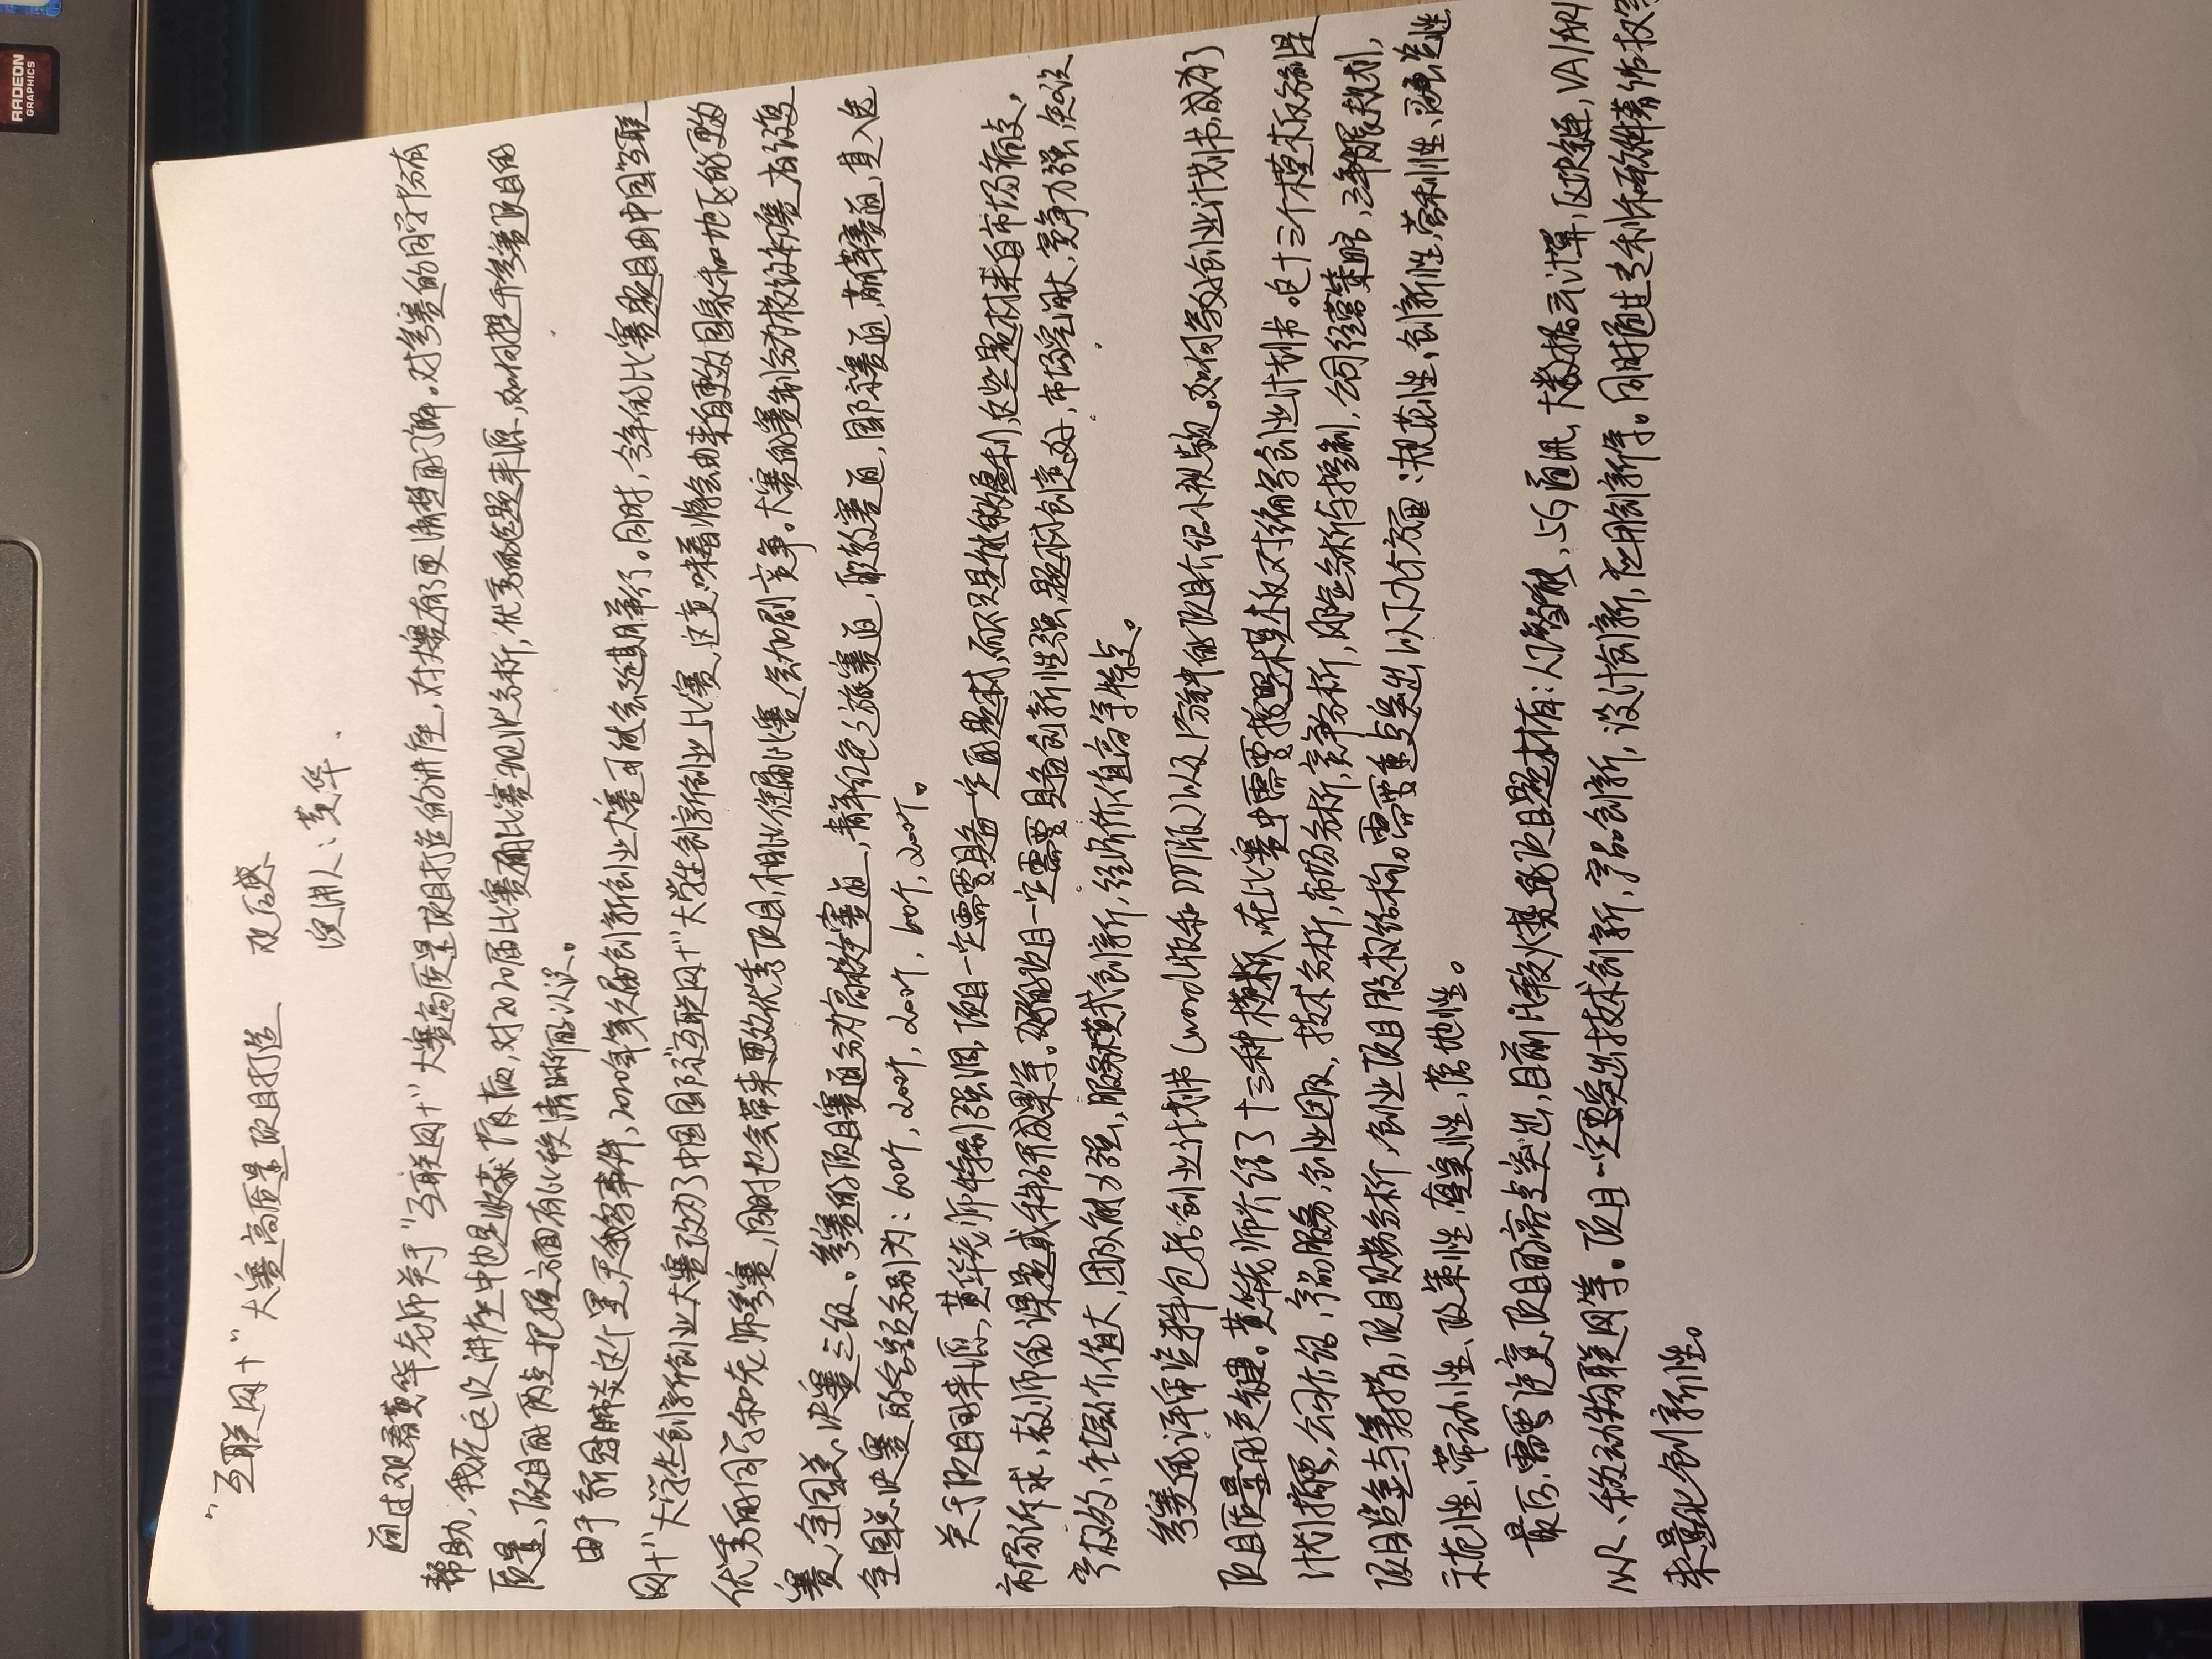 RADEON
GRAPHICS
"互联网+"大赛高质量项目打造 观后感
演讲人:黄华.
通过观看黄华老师关于"互联网+"大赛高质量项目打造的讲座,对大赛有了更清楚的了解。对参赛的同学十分有
帮助,我在这次讲座中也是收获满满,对2020届比赛的比赛现状分析,优秀的选题来源,如何提升参赛项目的
质量、项目的两点把握方面有比较清晰的认识。
由于新冠肺炎这个黑天鹅事件,2020年第六届创新创业大赛可能会延期举行。同时,今年的比赛题目由中国"互联
网+"大学生创新创业大赛改为了中国国际"互联网+"大学生创新创业比赛,这意味着将会由来自更多国家和地区的更为
优秀的同学和老师参赛,同时也会带来更多优秀项目,相比往届比赛,会加剧竞争。大赛的赛制分为校级初赛,省级复
赛,全国总决赛三级。参赛的项目赛道分为高校主赛道,青年红色之旅赛道,职教赛道,国际赛道,萌芽赛道,其入选
全国总决赛的名额分别为:600个,200个,200个,60个,200个。
关于项目的来源,黄华老师特别强调,项目一定需要具备一定的题材,而不只是能够盈利,这些题材来自市场痛点,
市场诉求,教师的课题或科研成果等。好的项目一定需要具备创新性强,题材创意好,市场空间大,竞争力强,知识
产权多、社会价值大,团队能力强,服务模式创新,经济价值高等特点。
参赛的评审资料包括创业计划书(word版和PPT版)以及1分钟的项目介绍小视频。如何写好创业计划书,成为了
项目质量的关键。黄华老师介绍了十三种模板,在比赛中需要按照模板对编写创业计划书。这十三个模板分别是
计划摘要,公司介绍,产品服务,创业团队,技术分析,市场分析,竞争分析,风险分析与控制,公司经营策略,三年发展规划,
项目资金与筹措,项目财务分析,创业项目股权结构。需要重点突出以下九个方面:规范性,创新性,营利性、可塑造性
示范性、带动性、政策性,真实性,落地性。
最后,需要注意项目的亮点突出,目前比较火热的项目题材有:人工智能,5G通讯,大数据云计算,区块链,VA/AR/
MR、移动物联网等。项目一定要突出技术创新,产品创新,设计创新,应用创新等。同时通过专利和软件著作权等
来量化创新性。